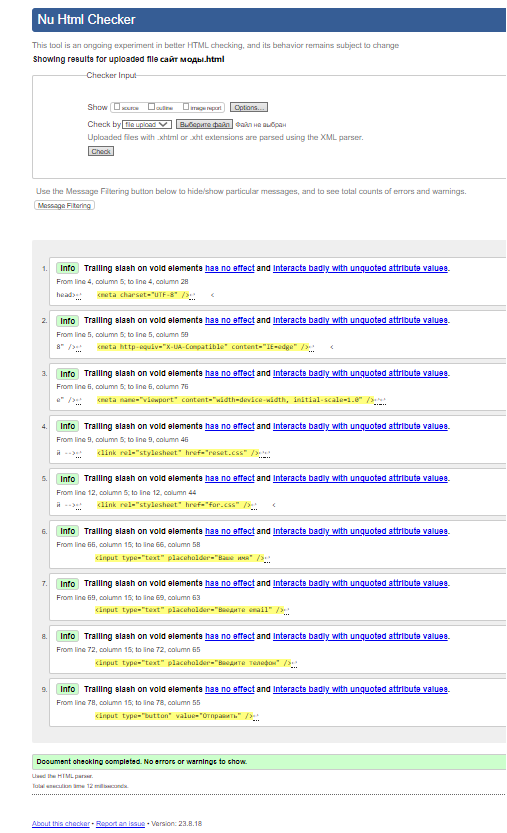 Nu Html Checker
This tool is an ongoing experiment in better HTML checking, and its behavior remains subject to change
Showing results for uploaded file сайт моды.html
Checker Input
Show source outline image report Options...
Check by file upload Выберите файл Файл не выбран
Uploaded files with .xhtml or .xht extensions are parsed using the XML parser.
Check
Use the Message Filtering button below to hide/show particular messages, and to see total counts of errors and warnings.
Message Filtering
1. Info Trailing slash on void elements has no effect and interacts badly with unquoted attribute values.
From line 4, column 5; to line 4, column 28
head>↩ <meta charset="UTF-8" />↩ <
2. Info Trailing slash on void elements has no effect and interacts badly with unquoted attribute values.
From line 5, column 5; to line 5, column 59
8" />↩ <meta http-equiv="X-UA-Compatible" content="IE=edge" />↩ <
3. Info Trailing slash on void elements has no effect and interacts badly with unquoted attribute values.
From line 6, column 5; to line 6, column 76
e" />↩ <meta name="viewport" content="width=device-width, initial-scale=1.0" />↩↩
4. Info Trailing slash on void elements has no effect and interacts badly with unquoted attribute values.
From line 9, column 5; to line 9, column 46
й -->↩ <link rel="stylesheet" href="reset.css" />↩↩
5. Info Trailing slash on void elements has no effect and interacts badly with unquoted attribute values.
From line 12, column 5; to line 12, column 44
й -->↩ <link rel="stylesheet" href="for.css" />↩ <
6. Info Trailing slash on void elements has no effect and interacts badly with unquoted attribute values.
From line 66, column 15; to line 66, column 58
<input type="text" placeholder="Ваше имя" />↩
7. Info Trailing slash on void elements has no effect and interacts badly with unquoted attribute values.
From line 69, column 15; to line 69, column 63
<input type="text" placeholder="Введите email" />↩
8. Info Trailing slash on void elements has no effect and interacts badly with unquoted attribute values.
From line 72, column 15; to line 72, column 65
<input type="text" placeholder="Введите телефон" />↩
9. Info Trailing slash on void elements has no effect and interacts badly with unquoted attribute values.
From line 78, column 15; to line 78, column 55
<input type="button" value="Отправить" />↩
Document checking completed. No errors or warnings to show.
Used the HTML parser.
Total execution time 12 milliseconds.
About this checker • Report an issue • Version: 23.8.18